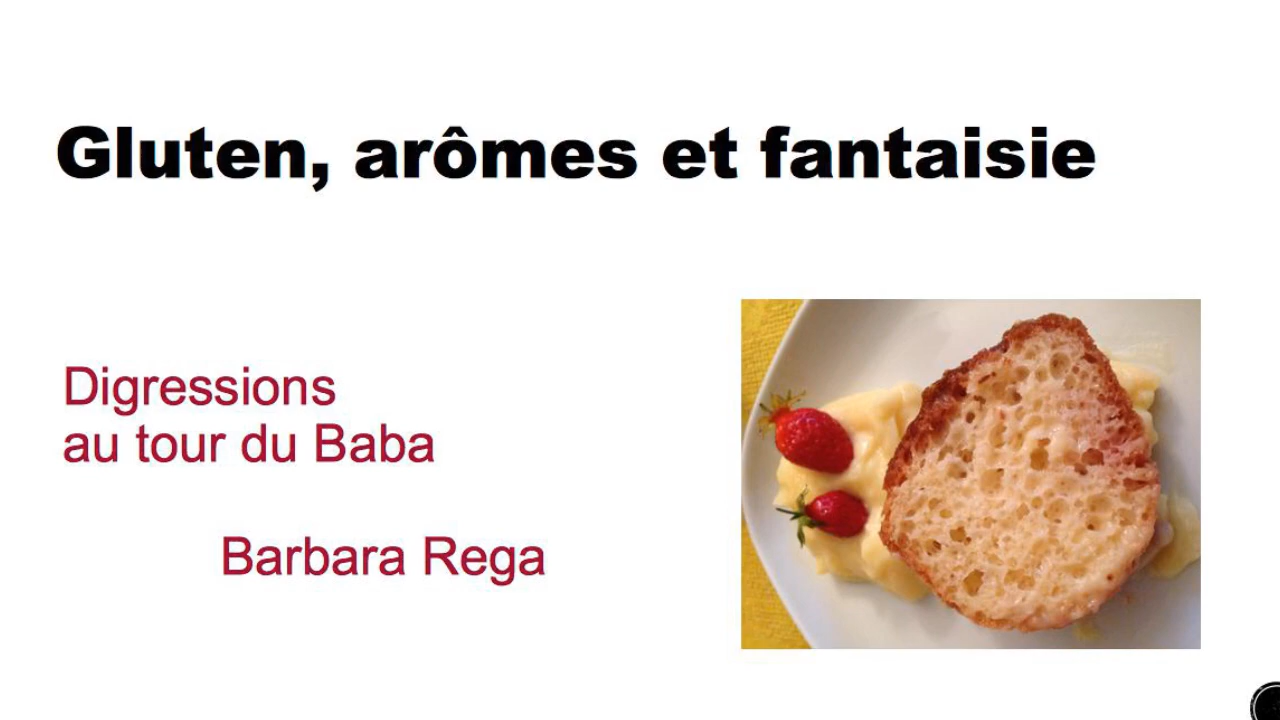 Gluten, arômes et fantaisie
Digressions
au tour du Baba
Barbara Rega